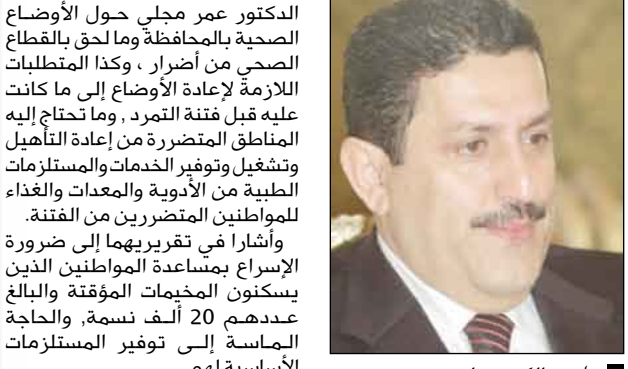 الدكتور عمر مجلي حول الأوضاع
الصحية بالمحافظة وما لحق بالقطاع
الصحي من أضرار ، وكذا المتطلبات
اللازمة لإعادة الأوضاع إلى ما كانت
عليه قبل فتنة التمرد , وما تحتاج إليه
المناطق المتضررة من إعادة التأهيل
وتشغيل وتوفير الخدمات والمستلزمات
الطبية من الأدوية والمعدات والغذاء
للمواطنين المتضررين من الفتنة.
وأشارا في تقريريهما إلى ضرورة
الإسراع بمساعدة المواطنين الذين
يسكنون المخيمات المؤقتة والبالغ
عددهم 20 ألف نسمة, والحاجة
الماسة إلى توفير المستلزمات
الأساسية لهم